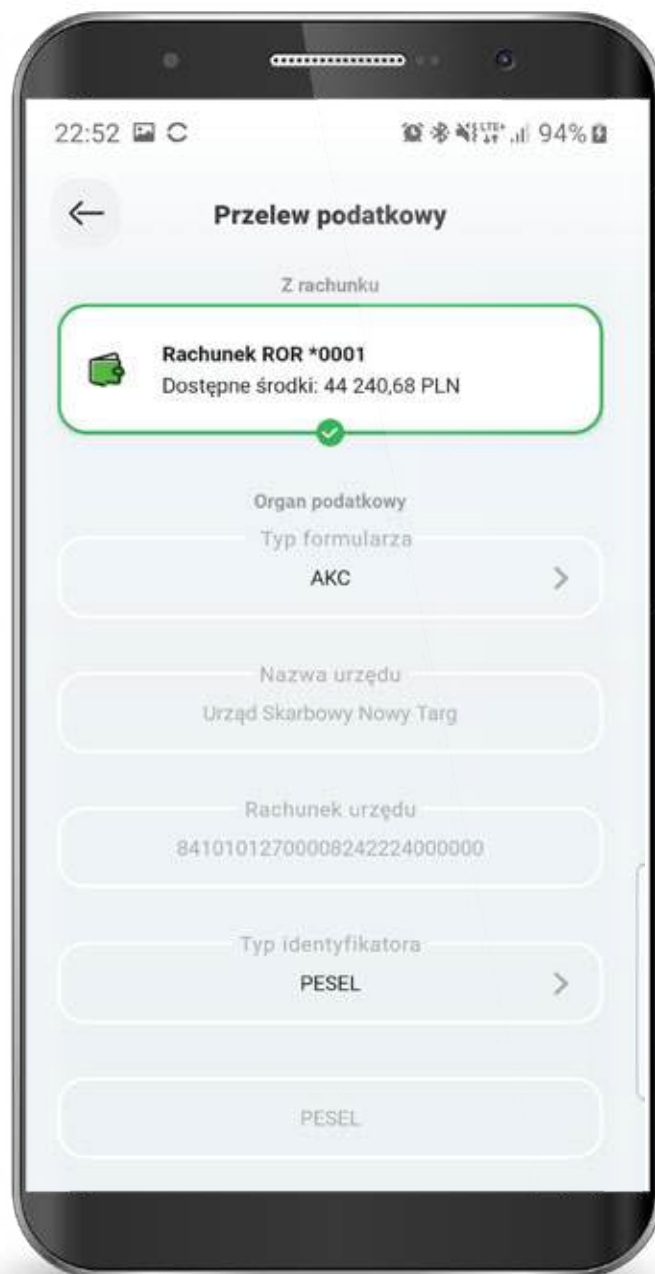 22:52 LTE+ 94%
Przelew podatkowy
Z rachunku
Rachunek ROR *0001
Dostępne środki: 44 240,68 PLN
Organ podatkowy
Typ formularza
AKC
Nazwa urzędu
Urząd Skarbowy Nowy Targ
Rachunek urzędu
84101012700008242224000000
Typ identyfikatora
PESEL
PESEL